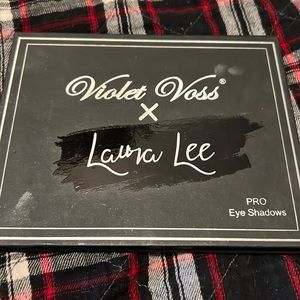 Violet Voss®
X
Laura Lee
PRO
Eye Shadows